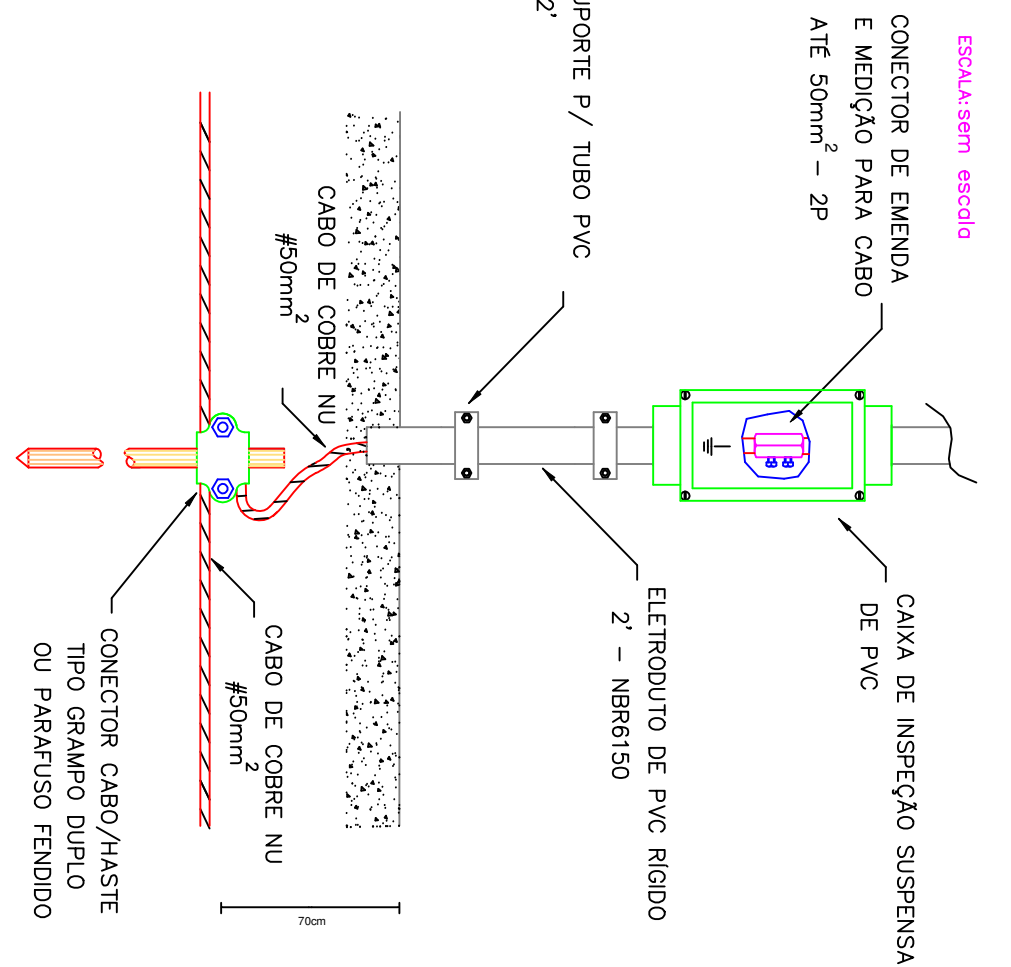 ESCALA:sem escala
CONECTOR DE EMENDA
E MEDIÇÃO PARA CABO
ATÉ 50mm² – 2P
CAIXA DE INSPEÇÃO SUSPENSA
DE PVC
UPORTE P/ TUBO PVC
2'
ELETRODUTO DE PVC RÍGIDO
2' – NBR6150
CABO DE COBRE NU
#50mm²
CABO DE COBRE NU
#50mm²
CONECTOR CABO/HASTE
TIPO GRAMPO DUPLO
OU PARAFUSO FENDIDO
70cm